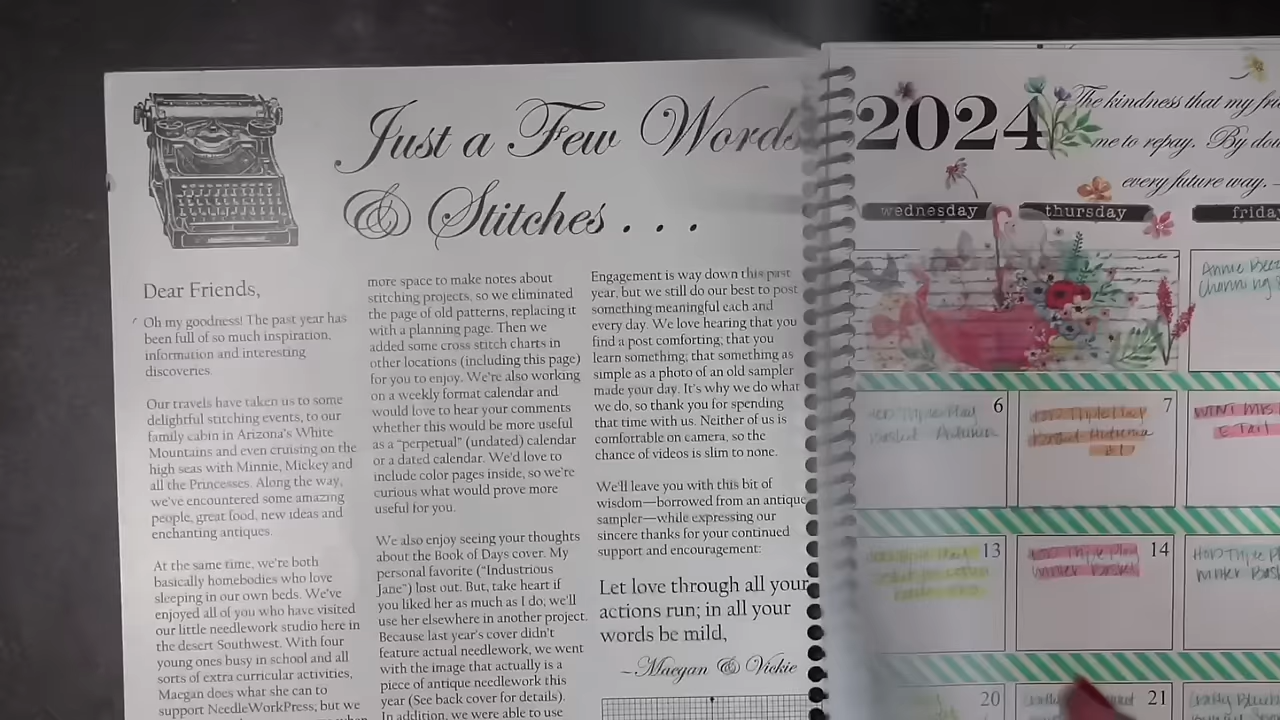 Just a Few Words
& Stitches . . .
Dear Friends,
Oh my goodness! The past year has
been full of so much inspiration,
information and interesting
discoveries.
Our travels have taken us to some
delightful stitching events, to our
family cabin in Arizona's White
Mountains and even cruising on the
high seas with Minnie, Mickey and
all the Princesses. Along the way,
we've encountered some amazing
people, great food, new ideas and
enchanting antiques.
At the same time, we're both
basically homebodies who love
sleeping in our own beds. We've
enjoyed all of you who have visited
our little needlework studio here in
the desert Southwest. With four
young ones busy in school and all
sorts of extra curricular activities,
Maegan does what she can to
support NeedleWorkPress; but we
more space to make notes about
stitching projects, so we eliminated
the page of old patterns, replacing it
with a planning page. Then we
added some cross stitch charts in
other locations (including this page)
for you to enjoy. We're also working
on a weekly format calendar and
would love to hear your comments
whether this would be more useful
as a "perpetual" (undated) calendar
or a dated calendar. We'd love to
include color pages inside, so we're
curious what would prove more
useful for you.
We also enjoy seeing your thoughts
about the Book of Days cover. My
personal favorite ("Industrious
Jane") lost out. But, take heart if
you liked her as much as I do; we'll
use her elsewhere in another project.
Because last year's cover didn't
feature actual needlework, we went
with the image that actually is a
piece of antique needlework this
year (See back cover for details).
In addition, we were able to use
Engagement is way down this past
year, but we still do our best to post
something meaningful each and
every day. We love hearing that you
find a post comforting; that you
learn something; that something as
simple as a photo of an old sampler
made your day. It's why we do what
we do, so thank you for spending
that time with us. Neither of us is
comfortable on camera, so the
chance of videos is slim to none.
We'll leave you with this bit of
wisdom—borrowed from an antique
sampler—while expressing our
sincere thanks for your continued
support and encouragement:
Let love through all your
actions run; in all your
words be mild,
~Maegan & Vickie
2024
The kindness that my
me to repay. By
every future way.
wednesday thursday
6 7
13 14
20 21